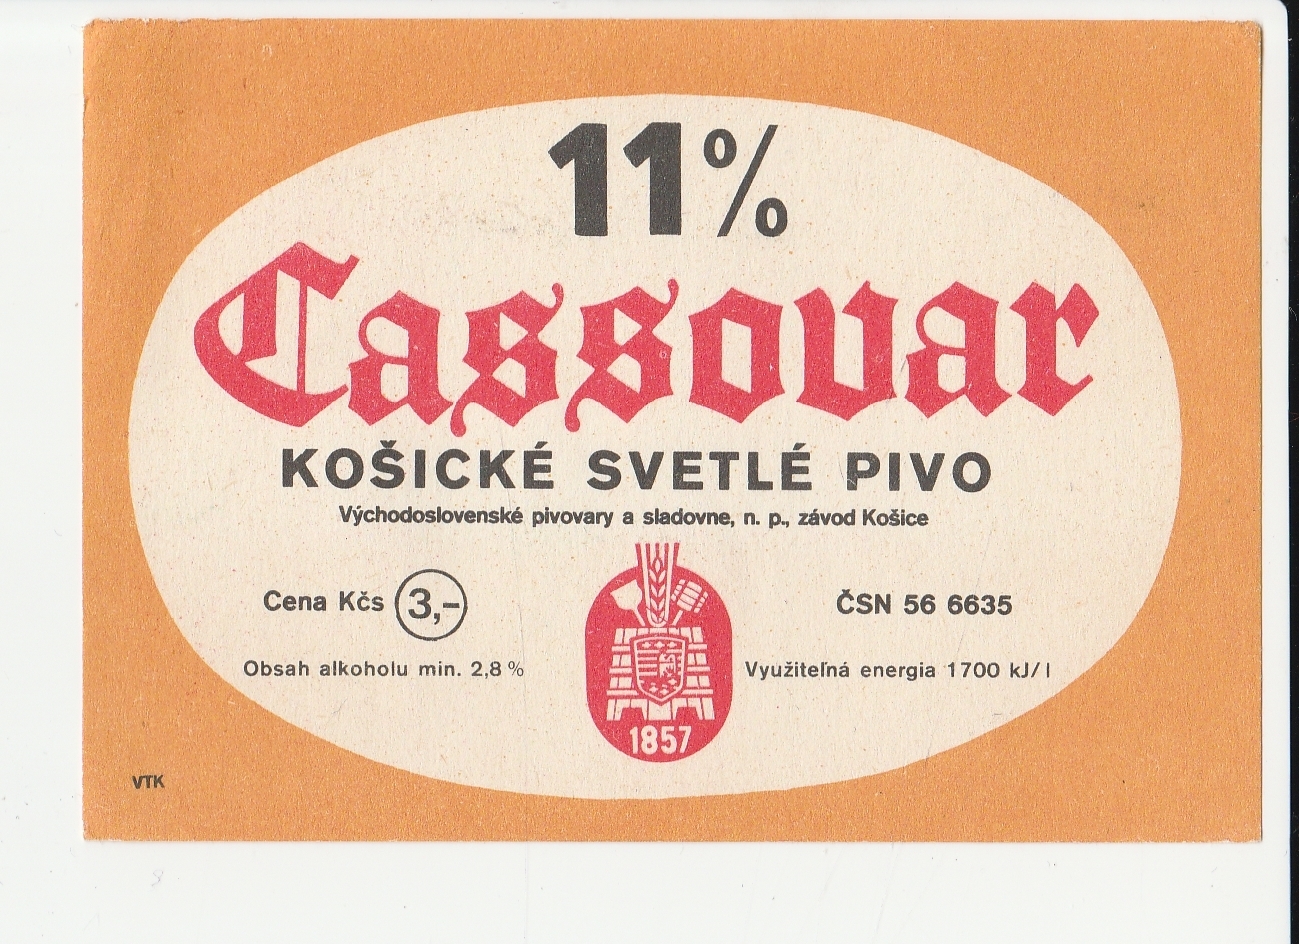 11%
Cassovar
KOŠICKÉ SVETLÉ PIVO
Východoslovenské pivovary a sladovne, n. p., závod Košice
Cena Kčs 3,-
ČSN 56 6635
Obsah alkoholu min. 2,8 %
Využiteľná energia 1700 kJ/l
1857
VTK